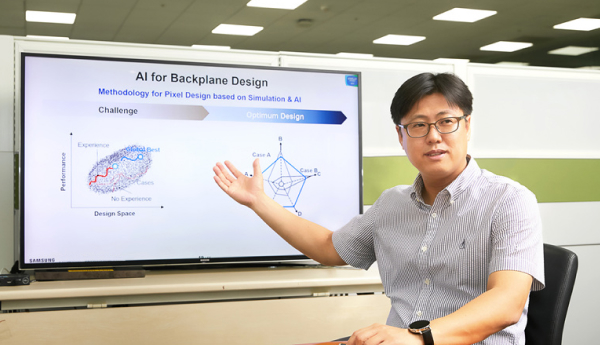 AI for Backplane Design
Methodology for Pixel Design based on Simulation & AI
Challenge
Optimum Design
Performance
Experience
Best
Cases
No Experience
Design Space
Case A
Case B
A
B
C
D
SAMSUNG